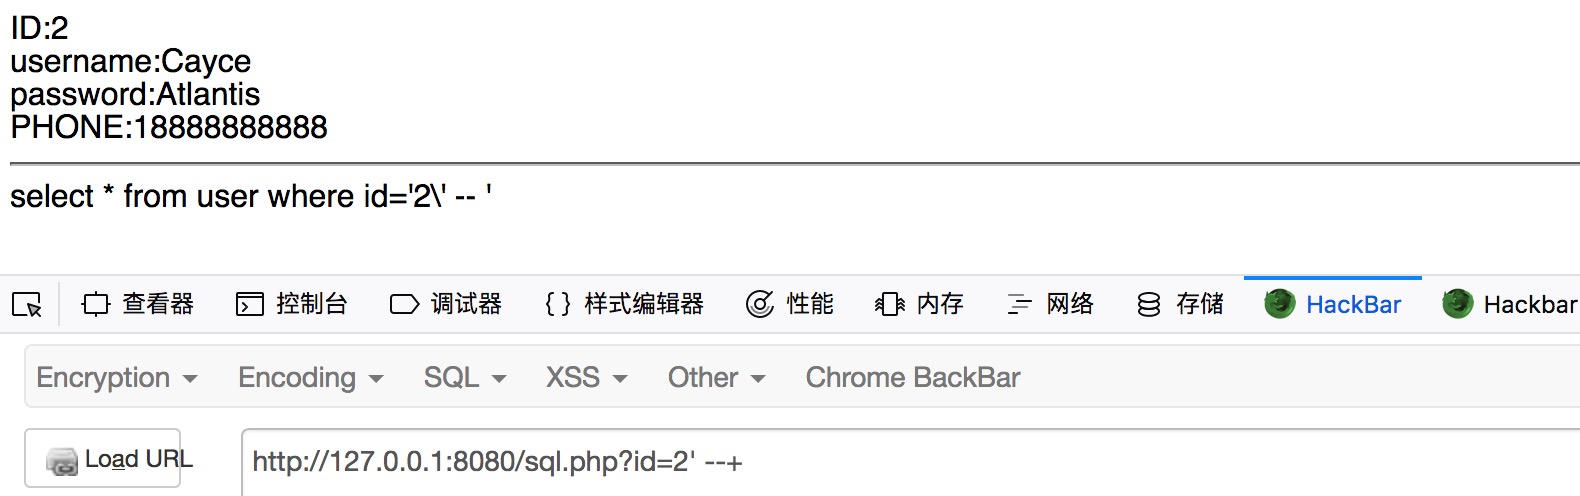 ID:2
username:Cayce
password:Atlantis
PHONE:18888888888
select * from user where id='2\' -- '
查看器 控制台 调试器 {} 样式编辑器 性能 内存 网络 存储 HackBar Hackbar
Encryption Encoding SQL XSS Other Chrome BackBar
Load URL http://127.0.0.1:8080/sql.php?id=2' --+